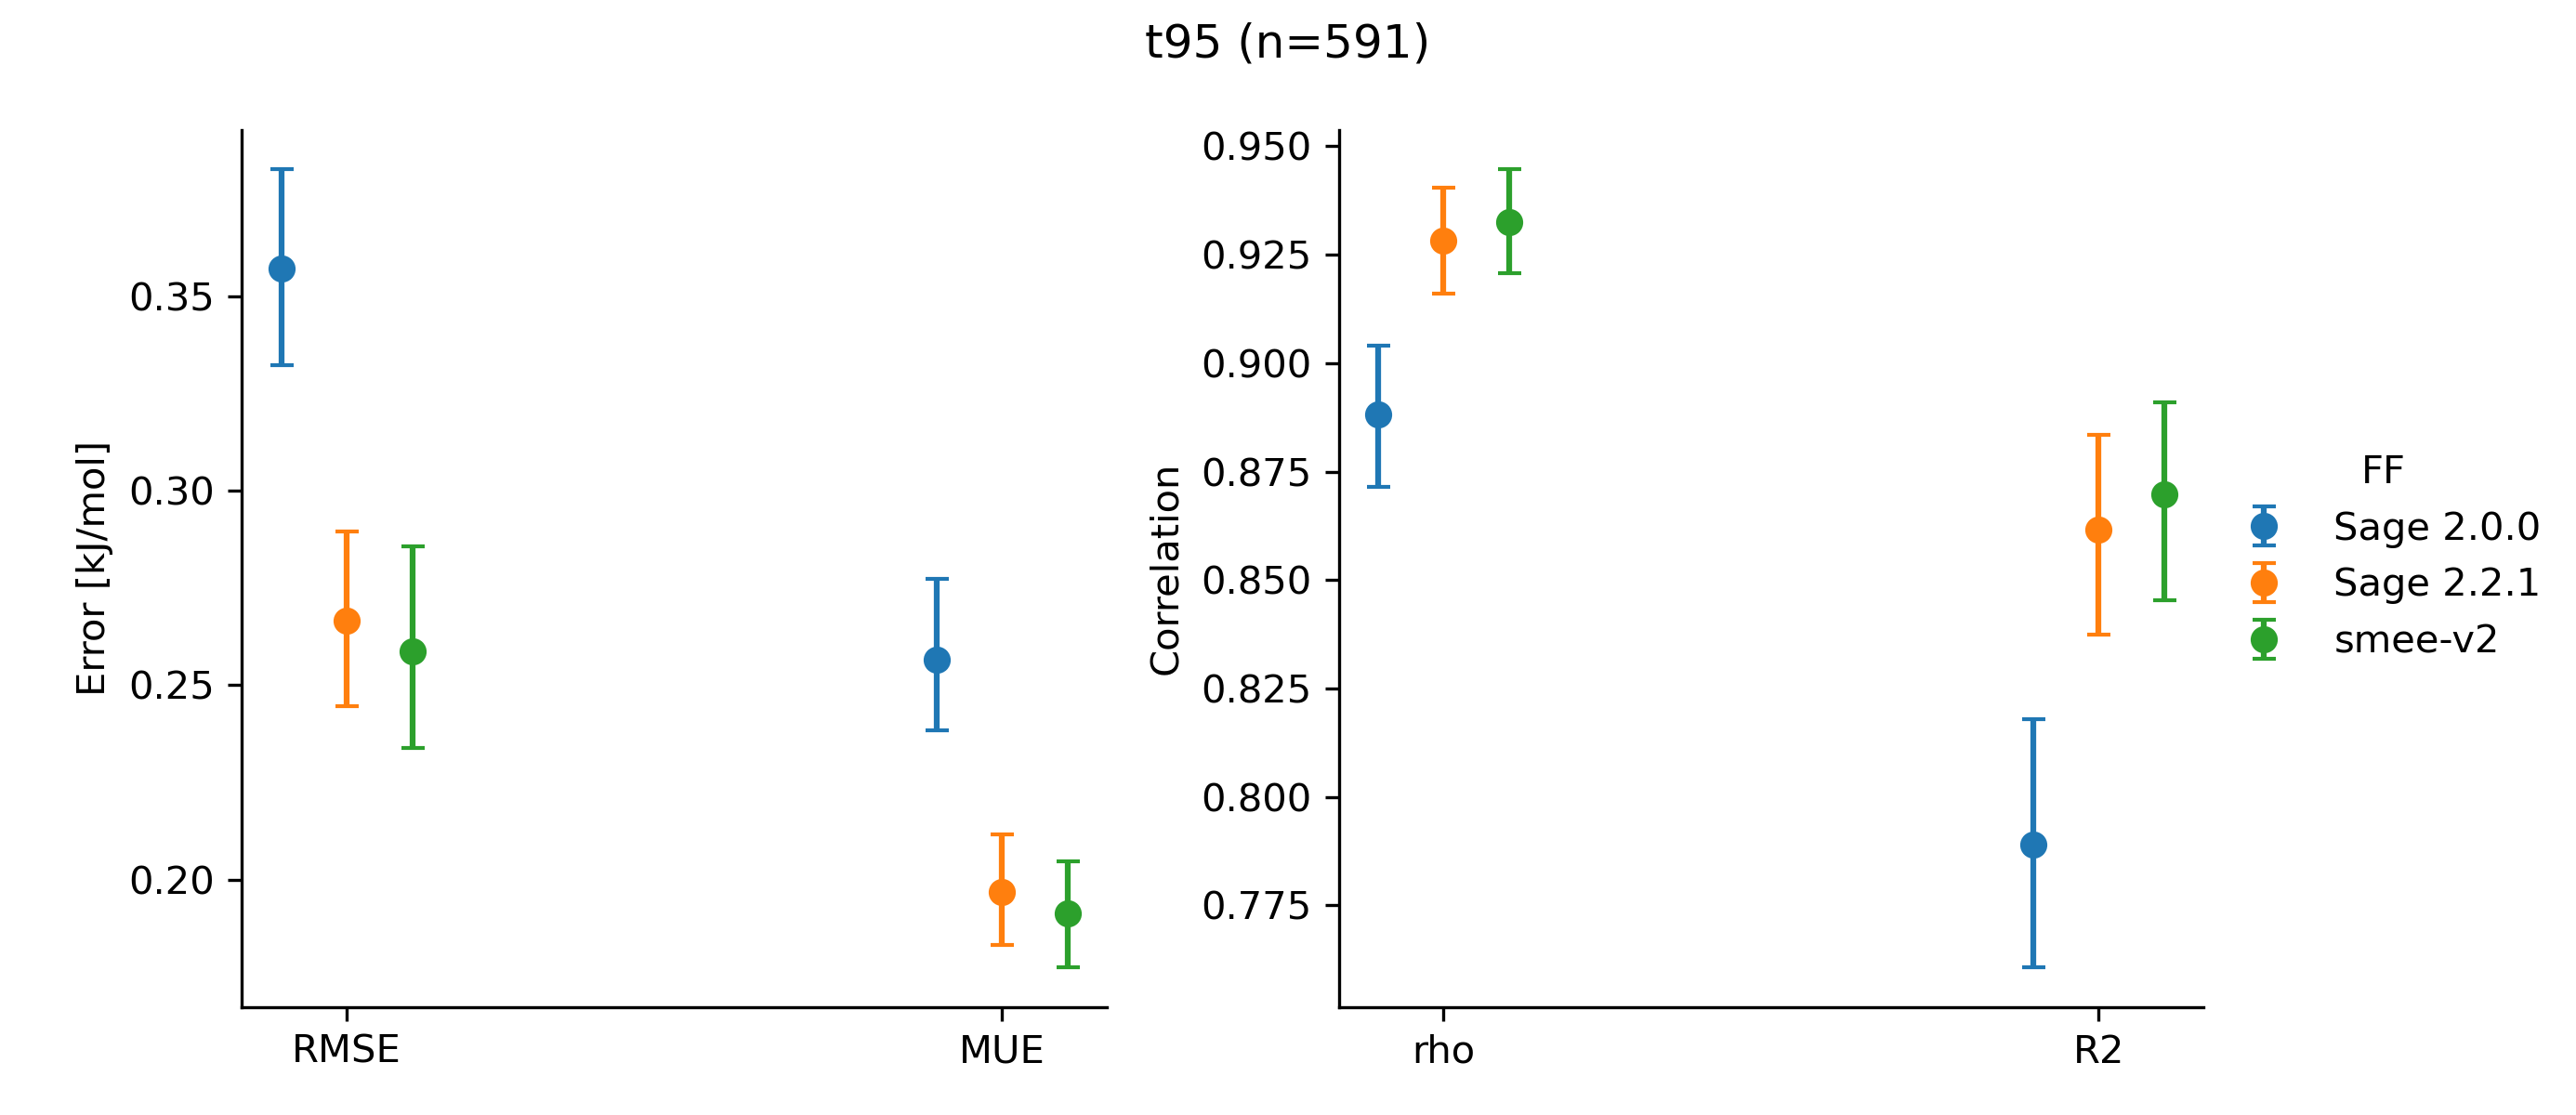 t95 (n=591)
Error [kJ/mol]
0.35
0.30
0.25
0.20
RMSE
MUE
Correlation
0.950
0.925
0.900
0.875
0.850
0.825
0.800
0.775
rho
R2
FF
Sage 2.0.0
Sage 2.2.1
smee-v2